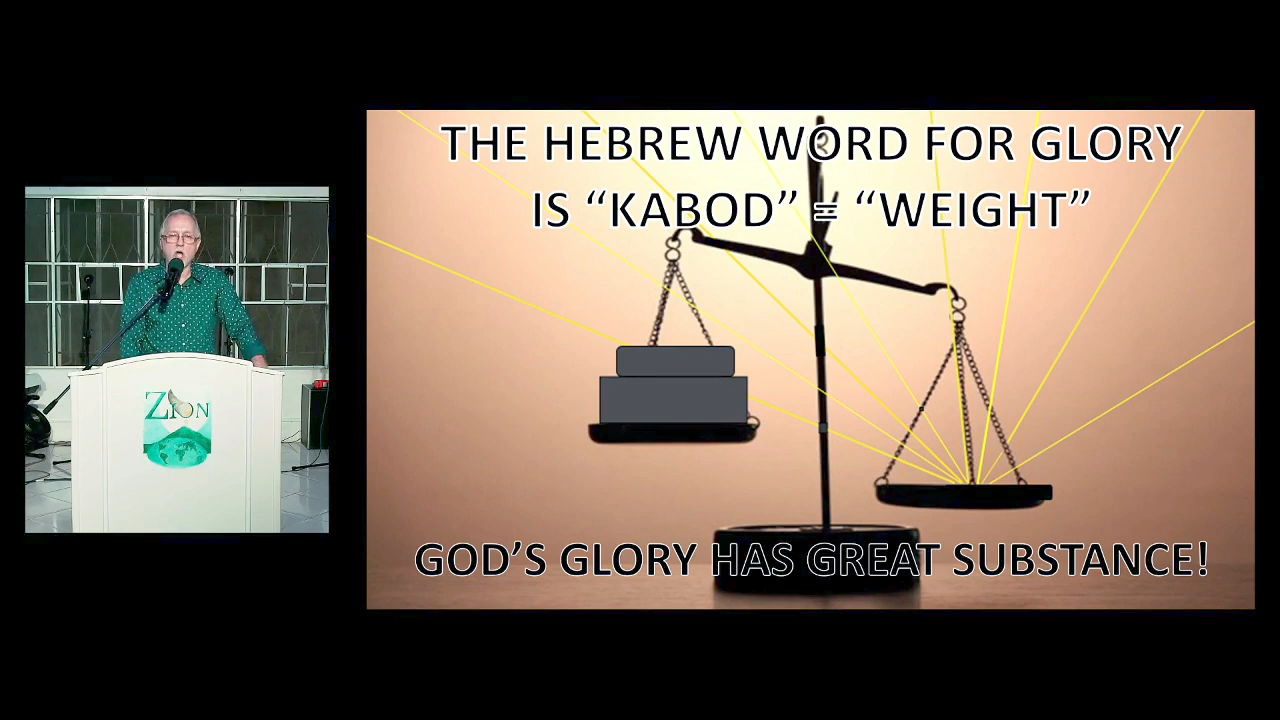 THE HEBREW WORD FOR GLORY
IS “KABOD” = “WEIGHT”
GOD’S GLORY HAS GREAT SUBSTANCE!
ZION